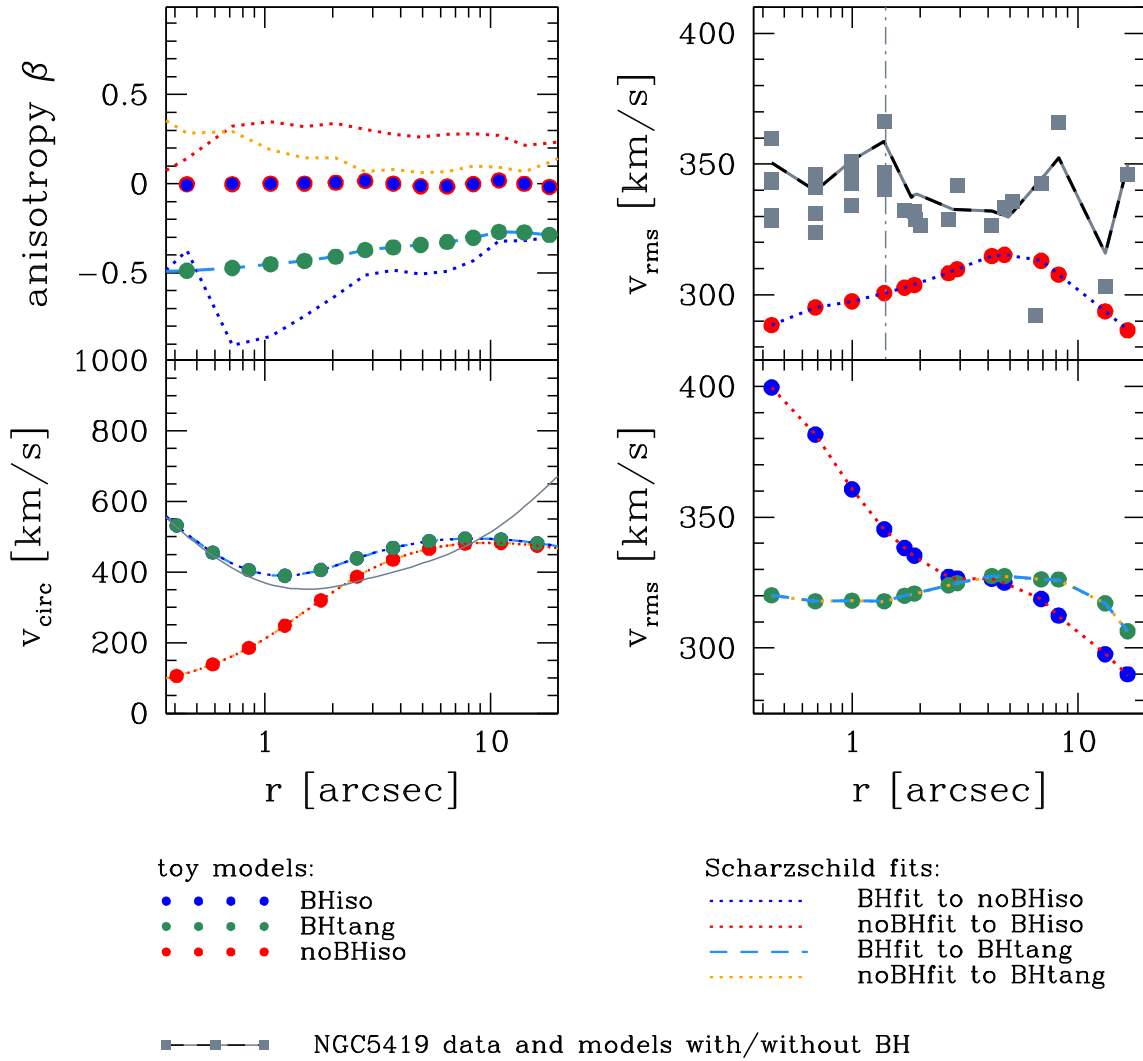 anisotropy β
0.5
0
−0.5
v_rms [km/s]
400
350
300
v_circ [km/s]
1000
800
600
400
200
0
1
10
r [arcsec]
v_rms [km/s]
400
350
300
1
10
r [arcsec]
toy models:
BHiso
BHtang
noBHiso
Scharzschild fits:
BHfit to noBHiso
noBHfit to BHiso
BHfit to BHtang
noBHfit to BHtang
NGC5419 data and models with/without BH